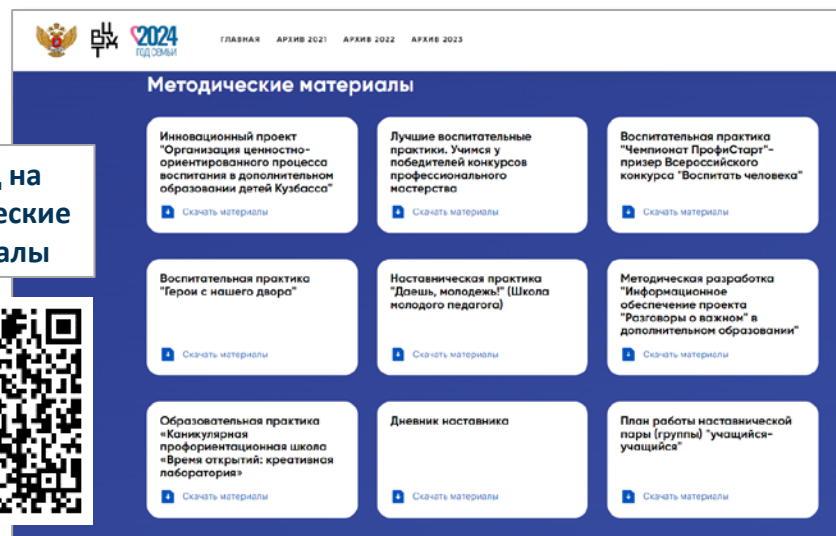 2024
ГОД СЕМЬИ
ГЛАВНАЯ АРХИВ 2021 АРХИВ 2022 АРХИВ 2023
Методические материалы
Инновационный проект
"Организация ценностно-
ориентированного процесса
воспитания в дополнительном
образовании детей Кузбасса"
Скачать материалы
Лучшие воспитательные
практики. Учимся у
победителей конкурсов
профессионального
мастерства
Скачать материалы
Воспитательная практика
"Чемпионат ПрофиСтарт"-
призер Всероссийского
конкурса "Воспитать человека"
Скачать материалы
на
Воспитательная практика
"Герои с нашего двора"
Скачать материалы
Наставническая практика
"Даешь, молодежь!" (Школа
молодого педагога)
Скачать материалы
Методическая разработка
"Информационное
обеспечение проекта
"Разговоры о важном" в
дополнительном образовании"
Скачать материалы
Образовательная практика
«Каникулярная
профориентационная школа
«Время открытий: креативная
лаборатория»
Скачать материалы
Дневник наставника
Скачать материалы
План работы наставнической
пары (группы) "учащийся-
учащийся"
Скачать материалы